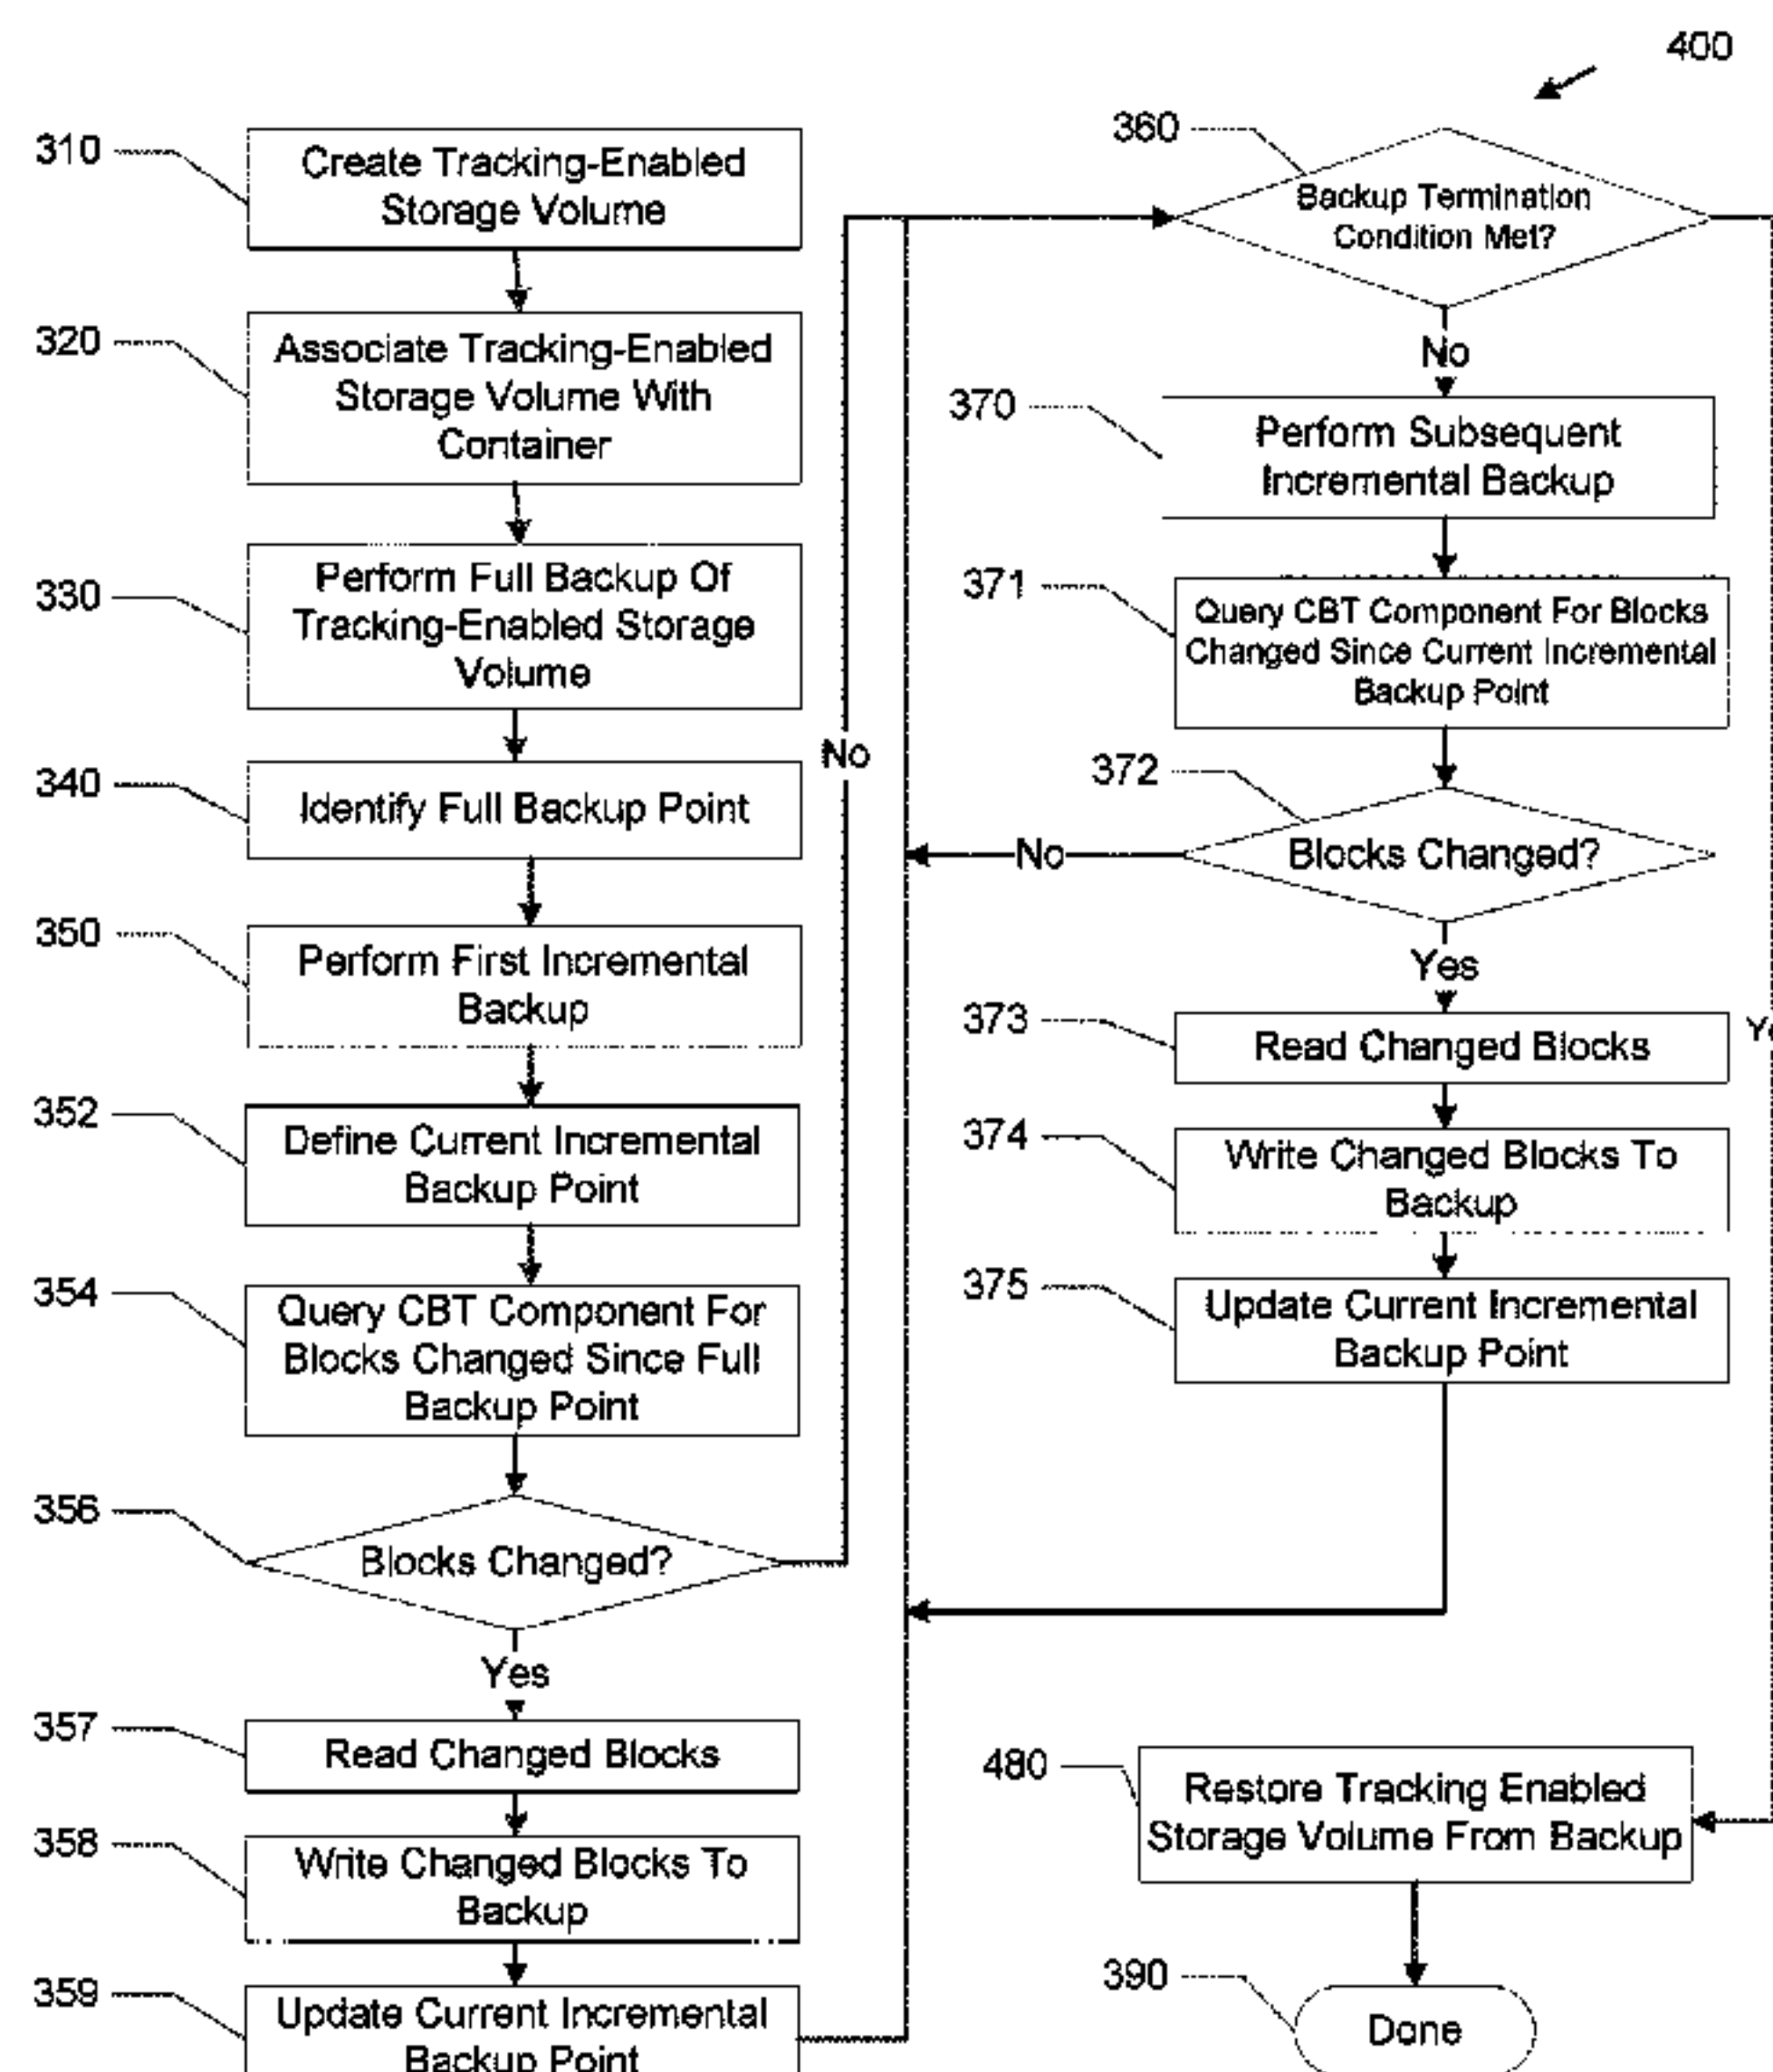 400
310
Create Tracking-Enabled
Storage Volume
320
Associate Tracking-Enabled
Storage Volume With
Container
330
Perform Full Backup Of
Tracking-Enabled Storage
Volume
340
Identify Full Backup Point
350
Perform First Incremental
Backup
352
Define Current Incremental
Backup Point
354
Query CBT Component For
Blocks Changed Since Full
Backup Point
356
Blocks Changed?
No
Yes
357
Read Changed Blocks
358
Write Changed Blocks To
Backup
359
Update Current Incremental
Backup Point
360
Backup Termination
Condition Met?
No
370
Perform Subsequent
Incremental Backup
371
Query CBT Component For Blocks
Changed Since Current Incremental
Backup Point
372
Blocks Changed?
No
Yes
373
Read Changed Blocks
374
Write Changed Blocks To
Backup
375
Update Current Incremental
Backup Point
480
Restore Tracking Enabled
Storage Volume From Backup
390
Done